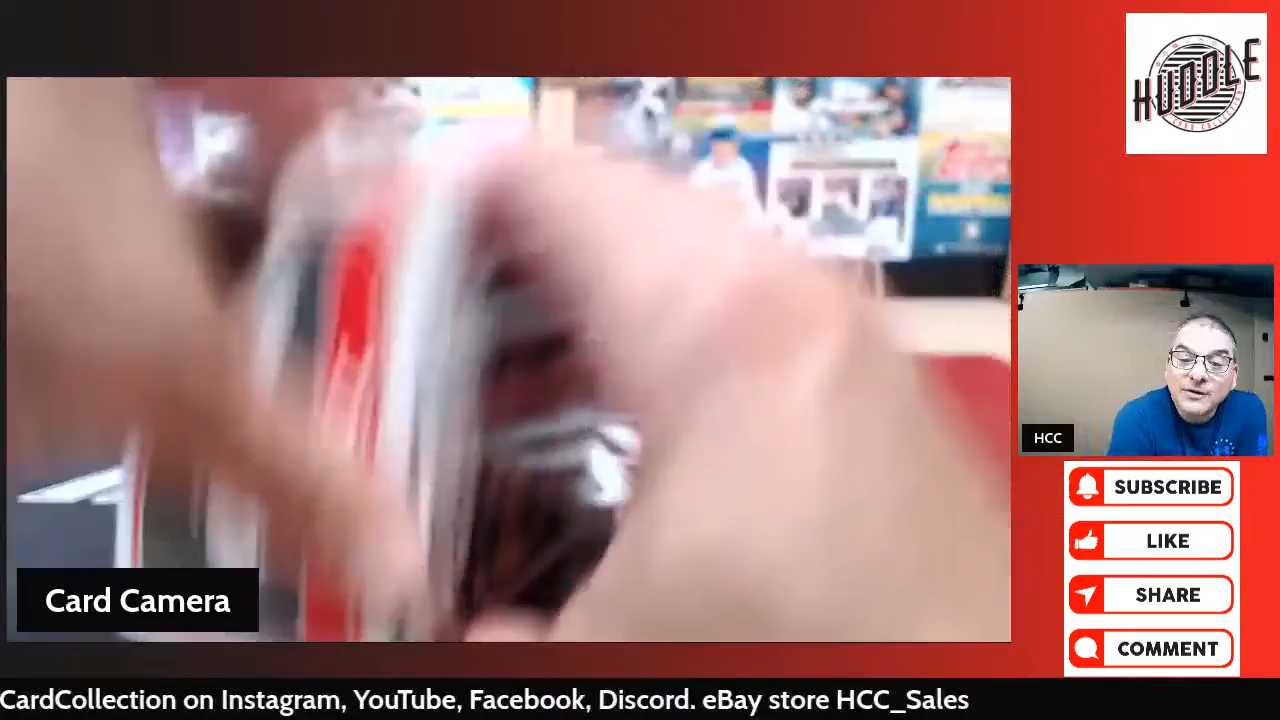 HUDDLE
HCC
SUBSCRIBE
LIKE
SHARE
COMMENT
Card Camera
CardCollection on Instagram, YouTube, Facebook, Discord. eBay store HCC_Sales